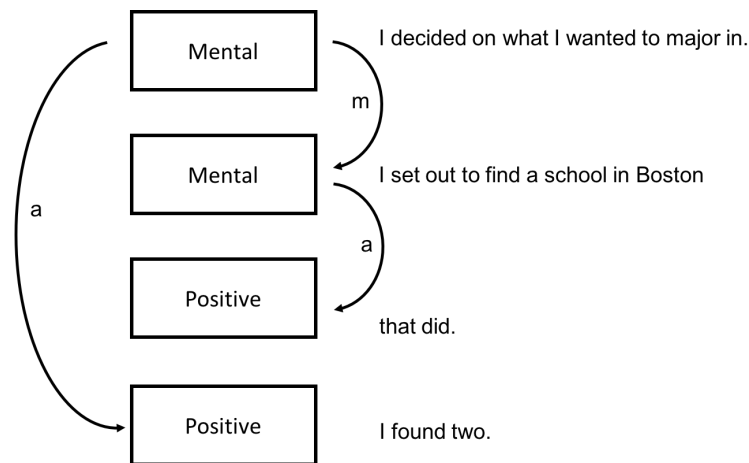 Mental
I decided on what I wanted to major in.
m
Mental
I set out to find a school in Boston
a
a
Positive
that did.
Positive
I found two.